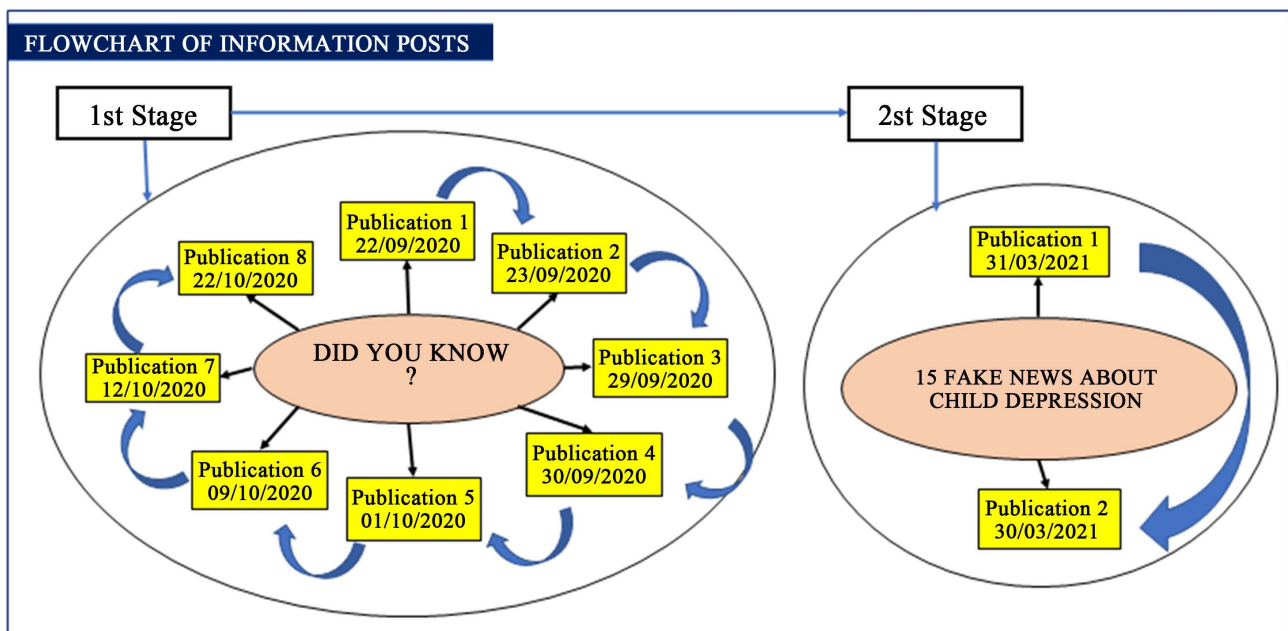 FLOWCHART OF INFORMATION POSTS
1st Stage
2st Stage
Publication 1
22/09/2020
Publication 2
23/09/2020
Publication 3
29/09/2020
Publication 4
30/09/2020
Publication 5
01/10/2020
Publication 6
09/10/2020
Publication 7
12/10/2020
Publication 8
22/10/2020
DID YOU KNOW
?
Publication 1
31/03/2021
15 FAKE NEWS ABOUT
CHILD DEPRESSION
Publication 2
30/03/2021